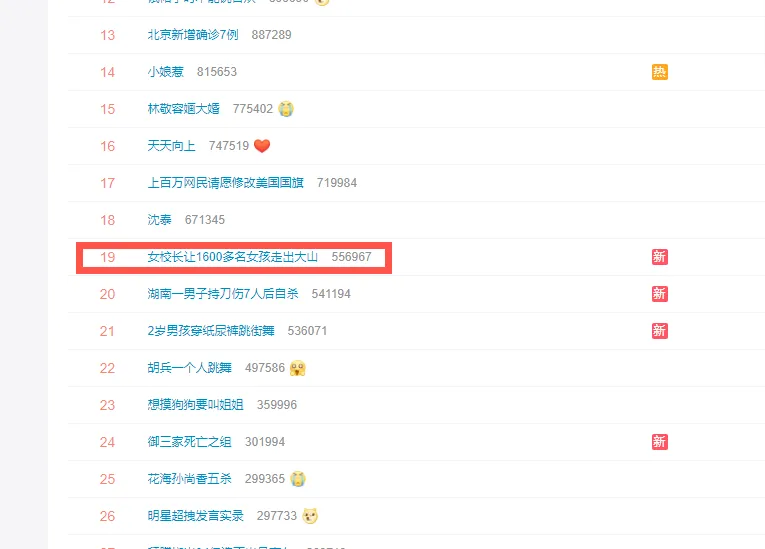 13 北京新增确诊7例 887289
14 小娘惹 815653 热
15 林敬容婳大婚 775402
16 天天向上 747519
17 上百万网民请愿修改美国国旗 719984
18 沈泰 671345
19 女校长让1600多名女孩走出大山 556967 新
20 湖南一男子持刀伤7人后自杀 541194 新
21 2岁男孩穿纸尿裤跳街舞 536071 新
22 胡兵一个人跳舞 497586
23 想摸狗狗要叫姐姐 359996
24 御三家死亡之组 301994 新
25 花海孙尚香五杀 299365
26 明星超拽发言实录 297733